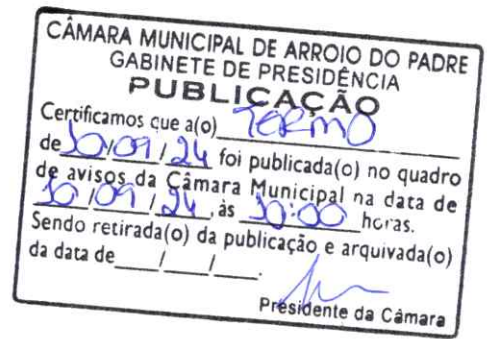 CÂMARA MUNICIPAL DE ARROIO DO PADRE
GABINETE DE PRESIDÊNCIA
PUBLICAÇÃO
Certificamos que a(o) TERMO
de 10/09/24 foi publicada(o) no quadro
de avisos da Câmara Municipal na data de
10/09/24, às 10:00 horas.
Sendo retirada(o) da publicação e arquivada(o)
da data de___/___/___.
Presidente da Câmara